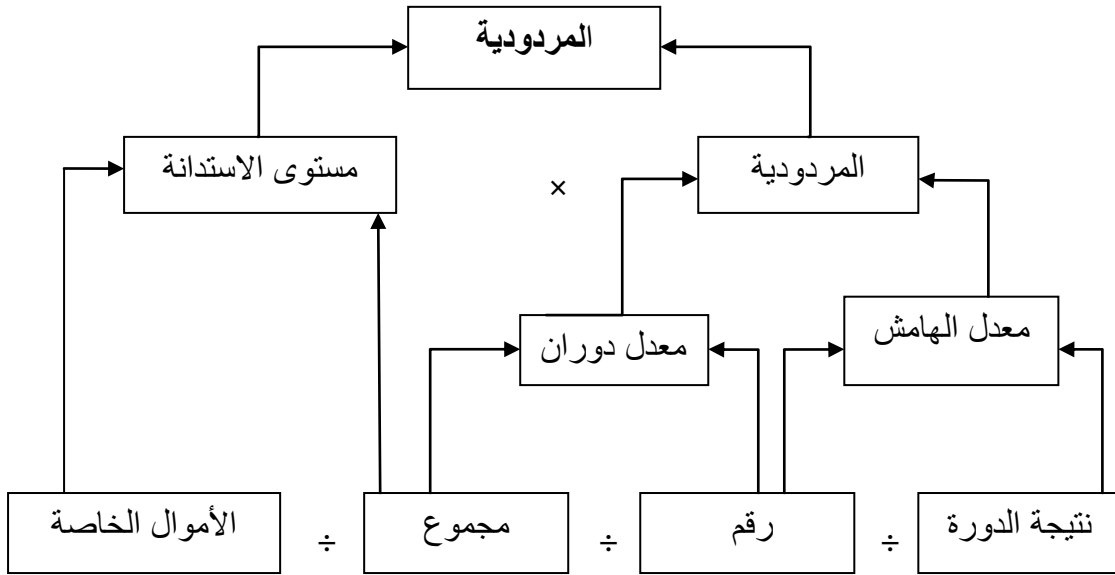 المردودية
المردودية
×
مستوى الاستدانة
معدل الهامش
معدل دوران
نتيجة الدورة
÷
رقم
÷
مجموع
÷
الأموال الخاصة